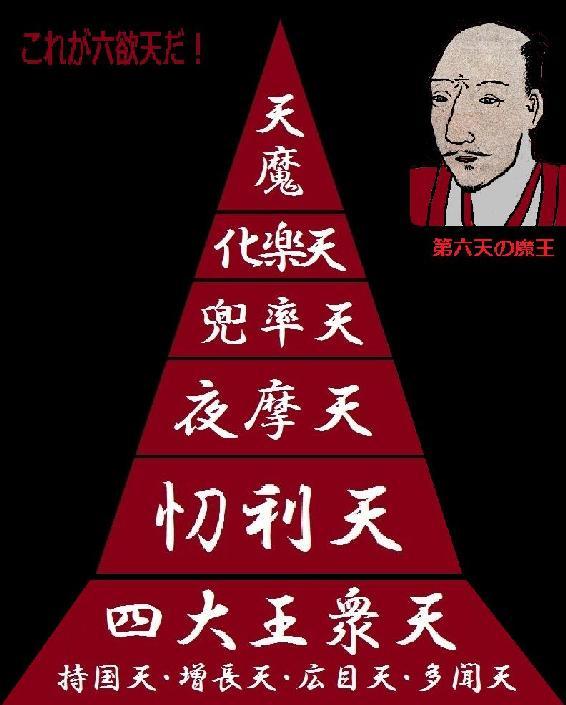 これが六欲天だ！
第六天の魔王
天魔
化楽天
兜率天
夜摩天
忉利天
四大王衆天
持国天・増長天・広目天・多聞天